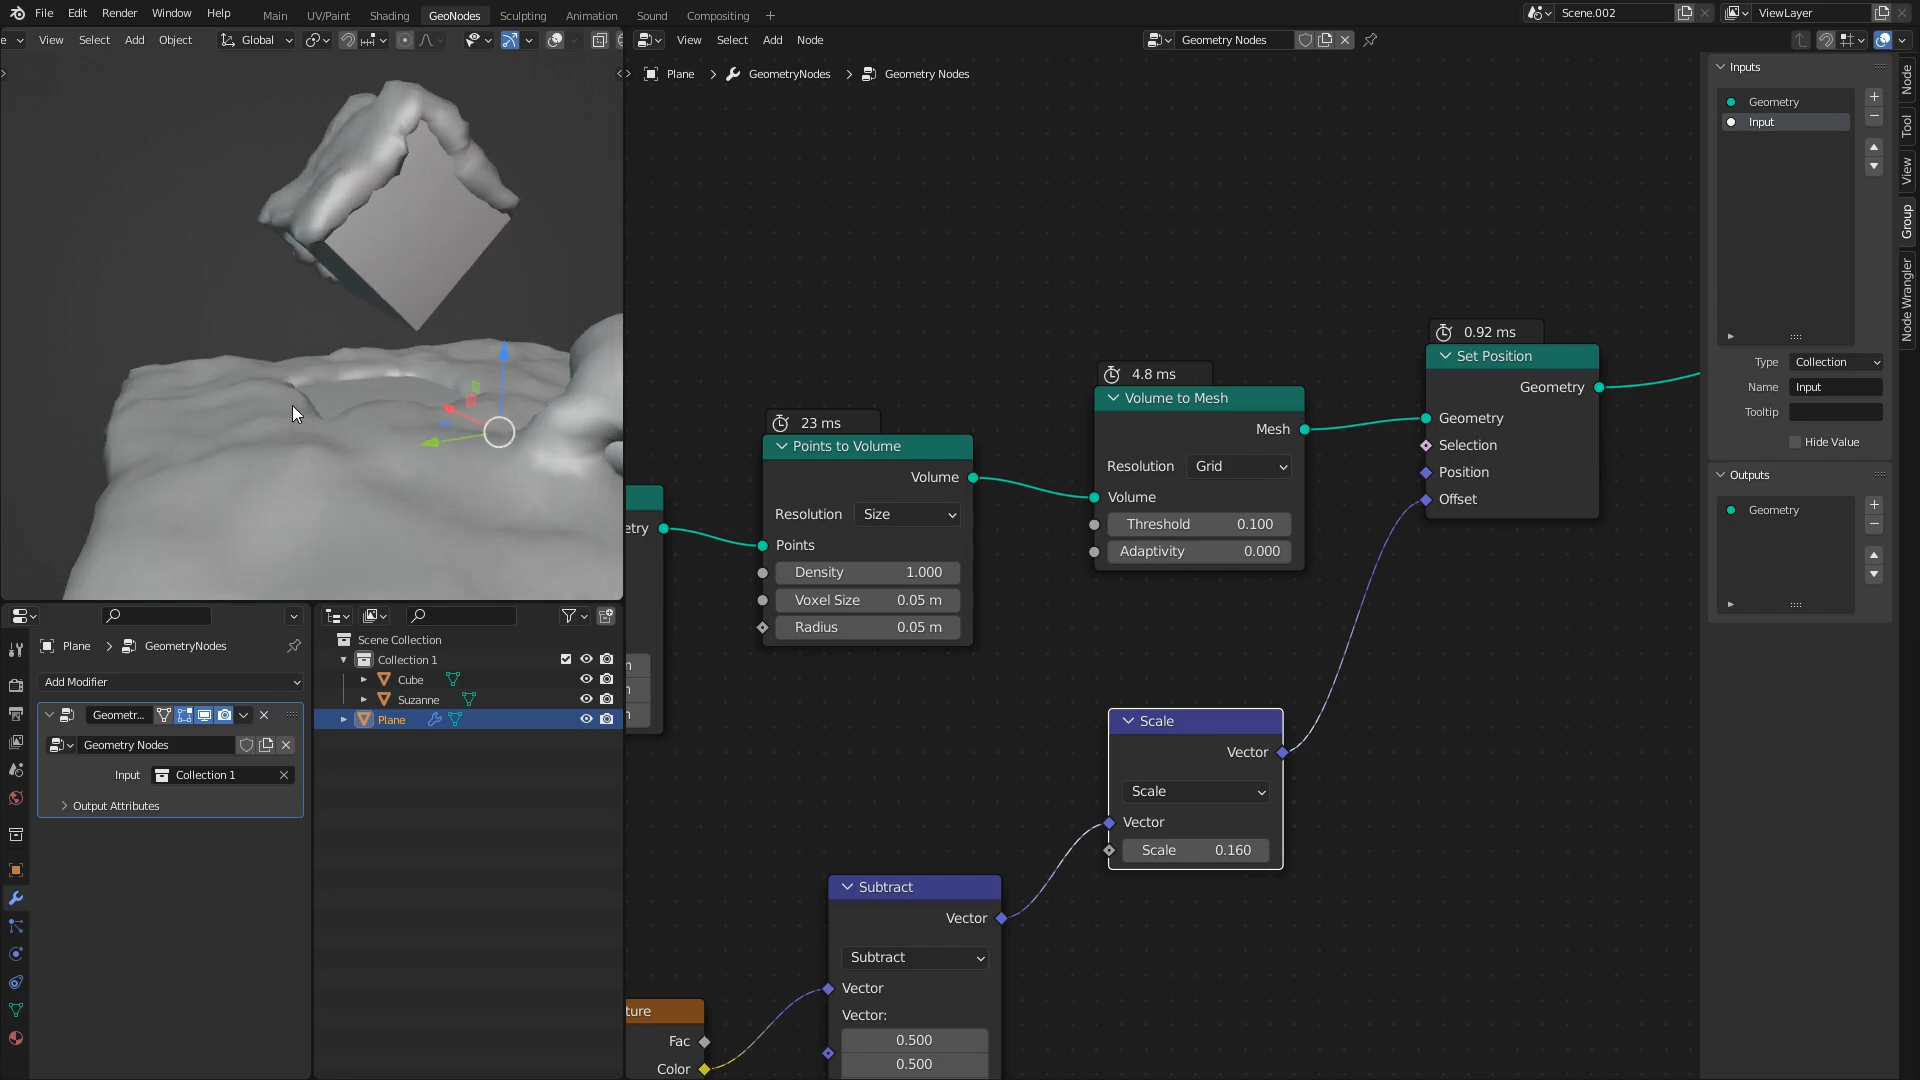 File Edit Render Window Help
Main UV/Paint Shading GeoNodes Sculpting Animation Sound Compositing +
Scene.002
ViewLayer
View Select Add Object
Global
View Select Add Node
Geometry Nodes
Plane > GeometryNodes > Geometry Nodes
23 ms
Points to Volume
Volume
Resolution Size
Points
Density 1.000
Voxel Size 0.05 m
Radius 0.05 m
4.8 ms
Volume to Mesh
Mesh
Resolution Grid
Volume
Threshold 0.100
Adaptivity 0.000
0.92 ms
Set Position
Geometry
Geometry
Selection
Position
Offset
Scale
Vector
Scale
Vector
Scale 0.160
Subtract
Vector
Subtract
Vector
Vector:
0.500
0.500
etry
ture
Fac
Color
Inputs
Geometry
Input
Type Collection
Name Input
Tooltip
Hide Value
Outputs
Geometry
Node
Tool
View
Group
Node Wrangler
Plane > GeometryNodes
Add Modifier
Geometr...
Geometry Nodes
Input Collection 1
Output Attributes
Scene Collection
Collection 1
Cube
Suzanne
Plane